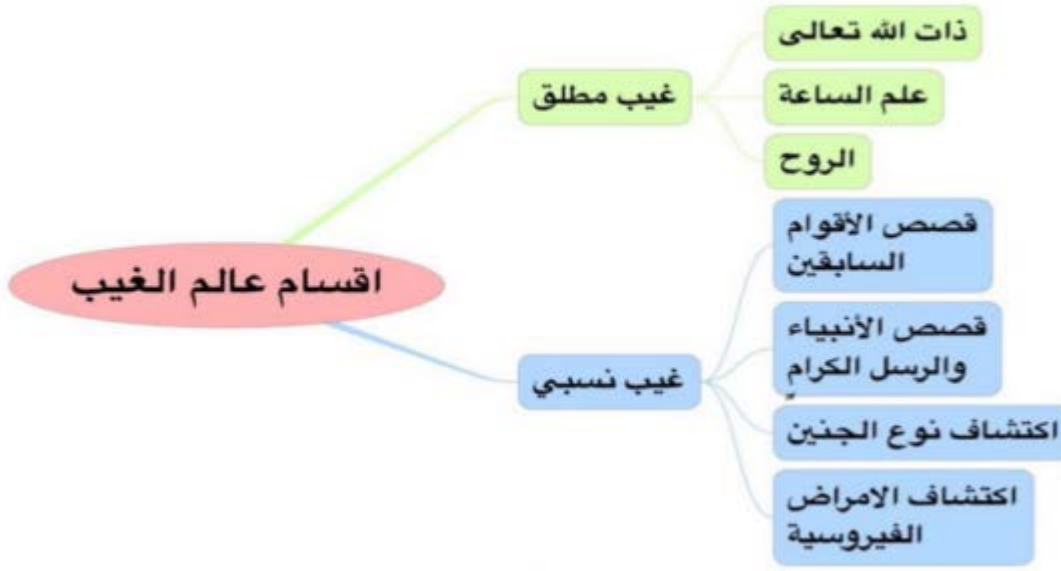 اقسام عالم الغيب
غيب مطلق
ذات الله تعالى
علم الساعة
الروح
غيب نسبي
قصص الأقوام
السابقين
قصص الأنبياء
والرسل الكرام
اكتشاف نوع الجنين
اكتشاف الامراض
الفيروسية